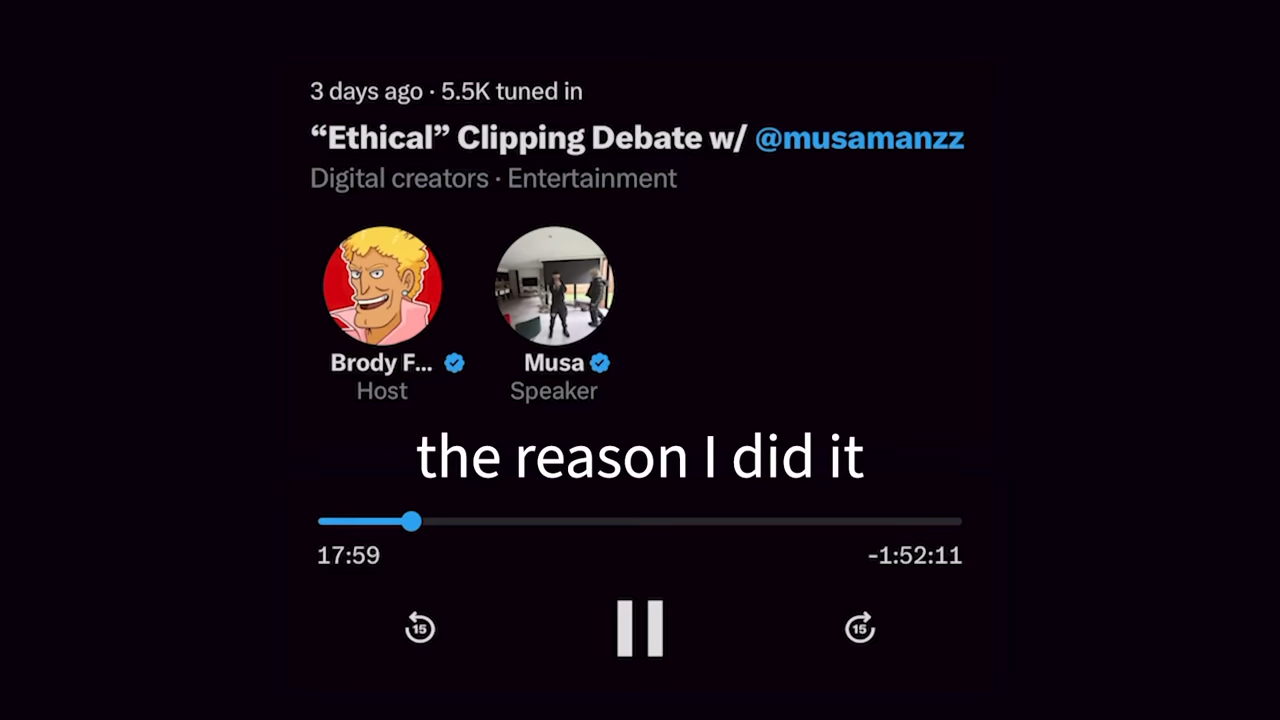 3 days ago · 5.5K tuned in
“Ethical” Clipping Debate w/ @musamanzz
Digital creators · Entertainment
Brody F... Musa
Host Speaker
the reason I did it
17:59 -1:52:11
15 15